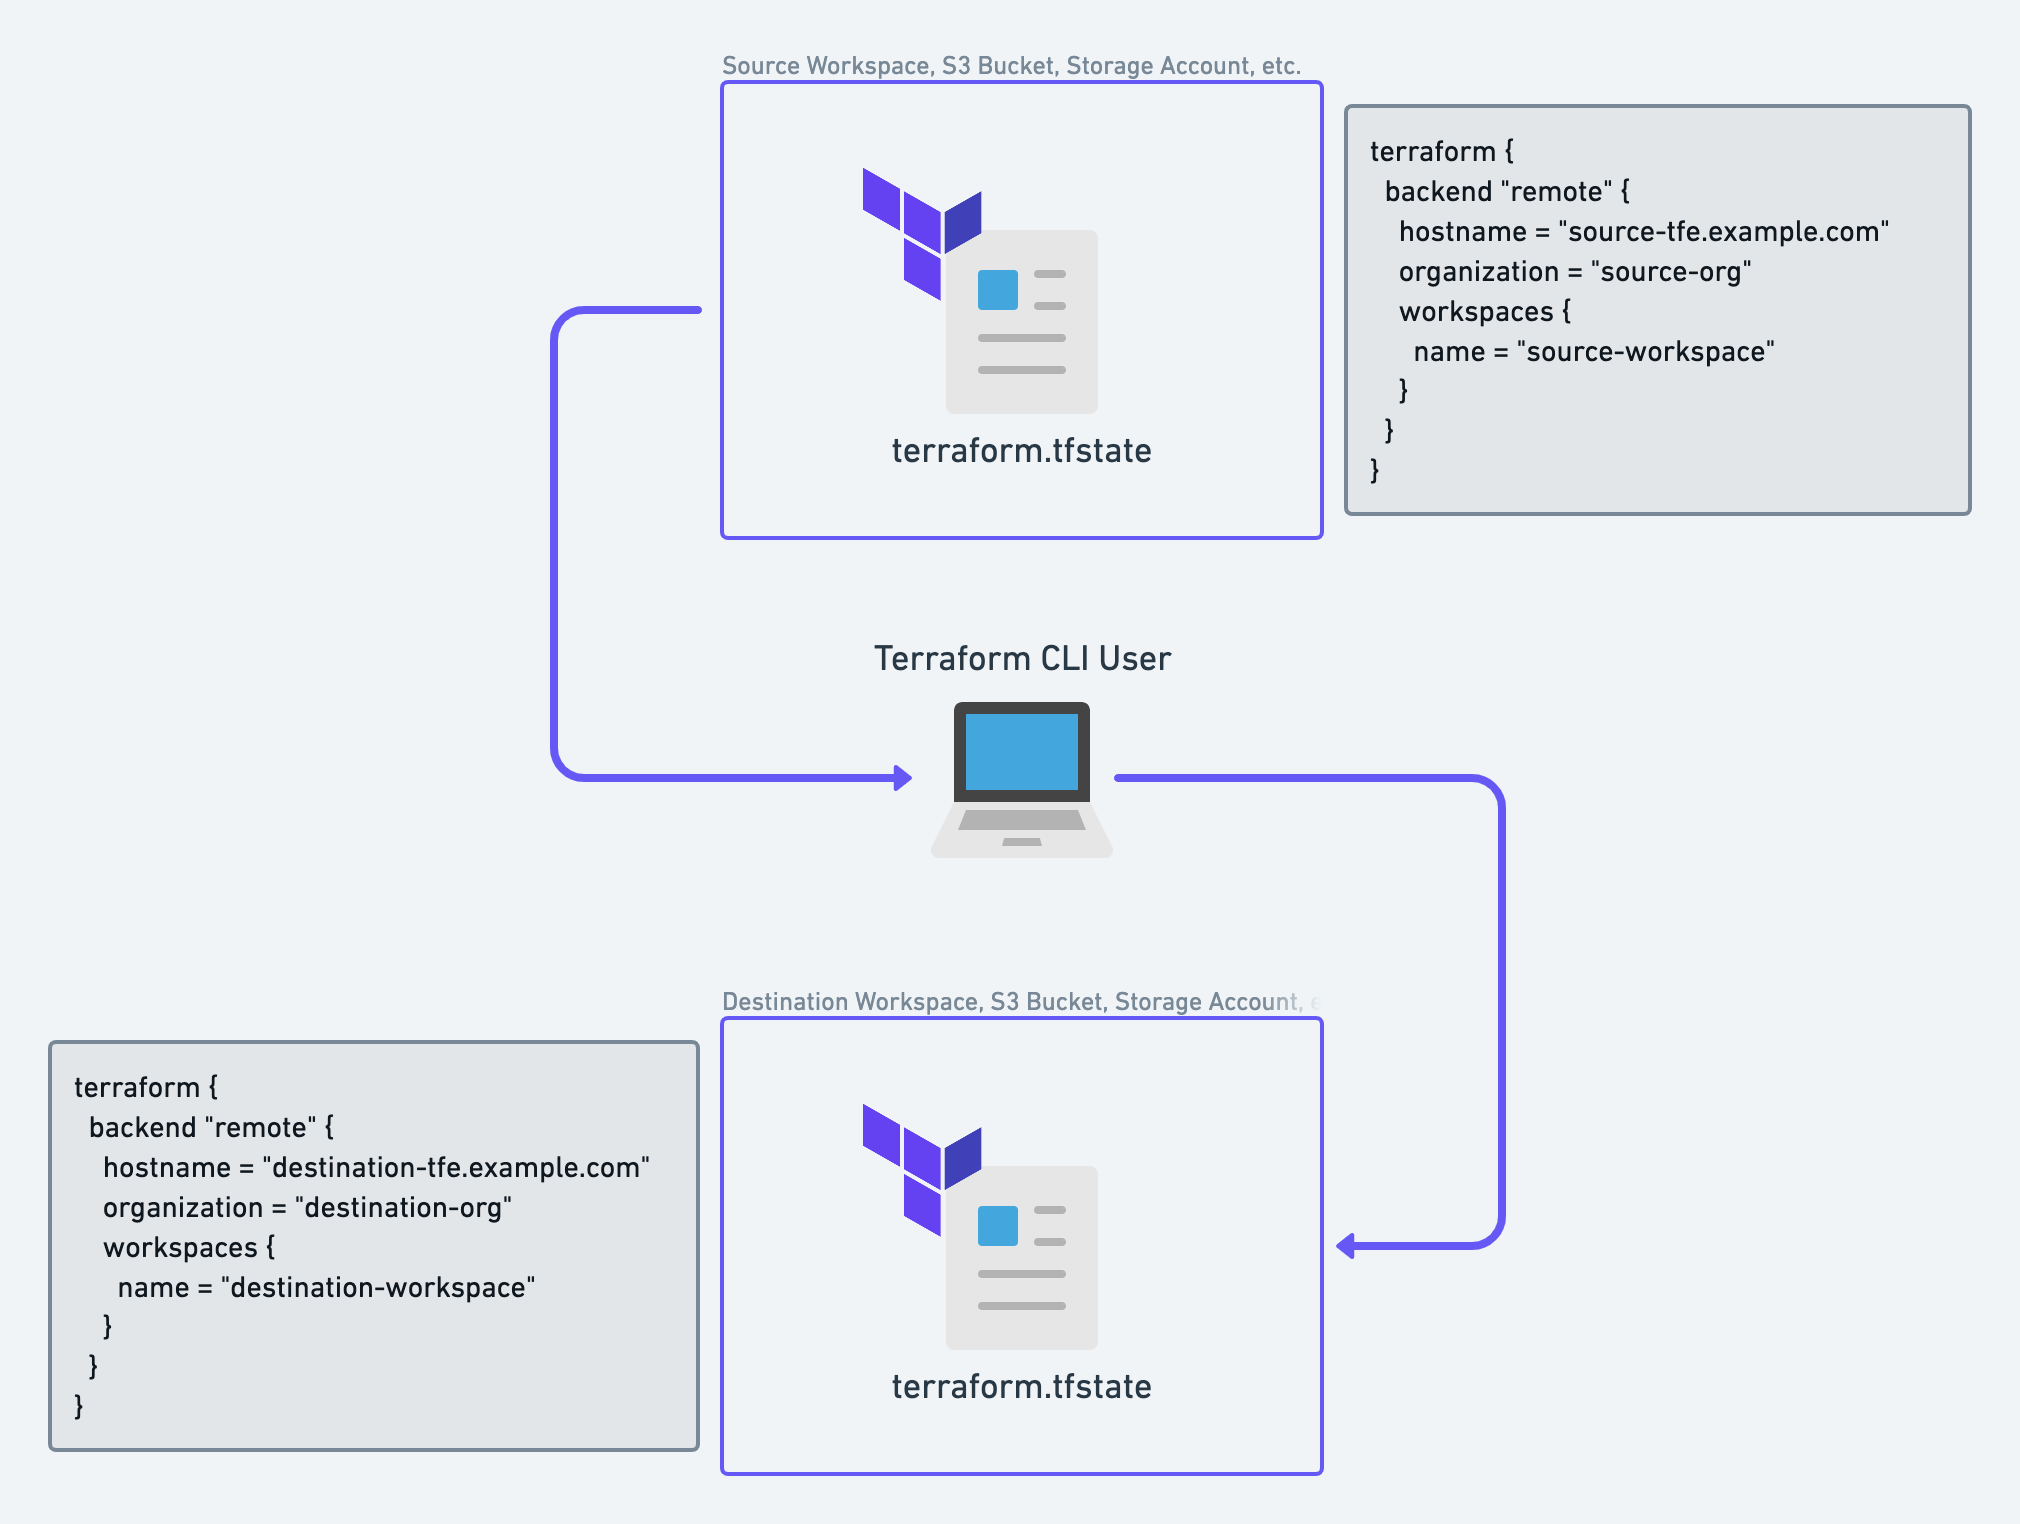 Source Workspace, S3 Bucket, Storage Account, etc.
terraform {
backend "remote" {
hostname = "source-tfe.example.com"
organization = "source-org"
workspaces {
name = "source-workspace"
}
}
}
terraform.tfstate
Terraform CLI User
Destination Workspace, S3 Bucket, Storage Account,
terraform {
backend "remote" {
hostname = "destination-tfe.example.com"
organization = "destination-org"
workspaces {
name = "destination-workspace"
}
}
}
terraform.tfstate